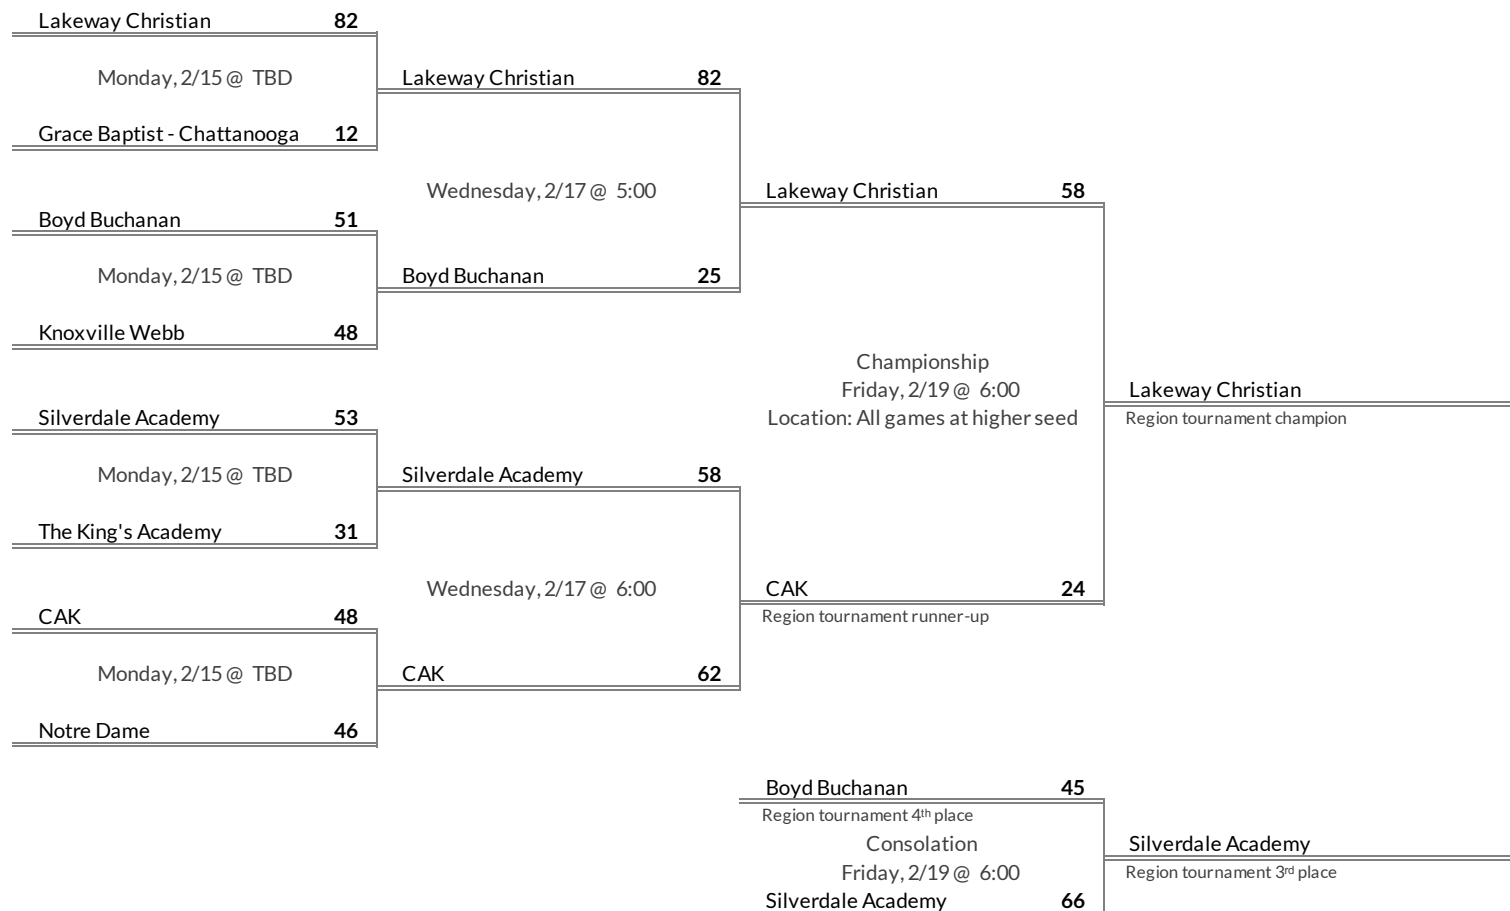 Lakeway Christian 82
Monday, 2/15 @ TBD
Grace Baptist - Chattanooga 12
Boyd Buchanan 51
Monday, 2/15 @ TBD
Knoxville Webb 48
Silverdale Academy 53
Monday, 2/15 @ TBD
The King's Academy 31
CAK 48
Monday, 2/15 @ TBD
Notre Dame 46
Lakeway Christian 82
Wednesday, 2/17 @ 5:00
Boyd Buchanan 25
Silverdale Academy 58
Wednesday, 2/17 @ 6:00
CAK 62
Lakeway Christian 58
Championship
Friday, 2/19 @ 6:00
Location: All games at higher seed
CAK 24
Region tournament runner-up
Lakeway Christian
Region tournament champion
Boyd Buchanan 45
Region tournament 4th place
Consolation
Friday, 2/19 @ 6:00
Silverdale Academy 66
Silverdale Academy
Region tournament 3rd place